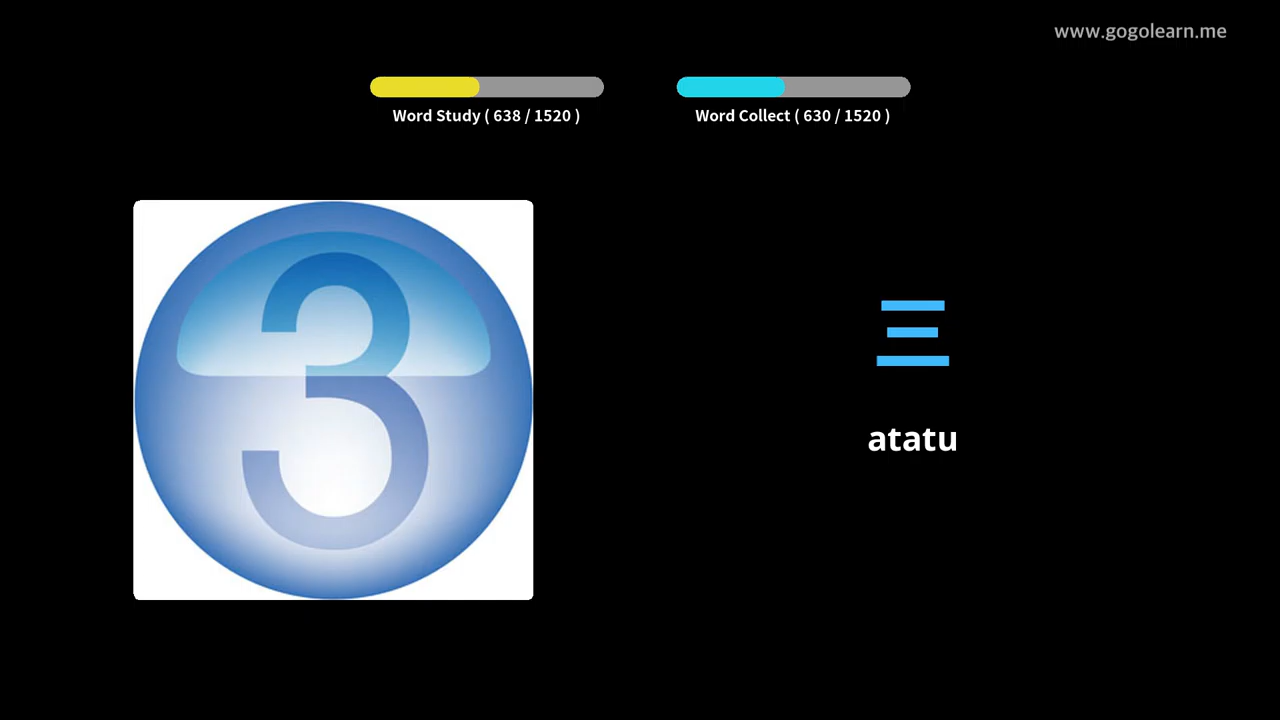 www.gogolearn.me
Word Study ( 638 / 1520 )
Word Collect ( 630 / 1520 )
3
三
atatu